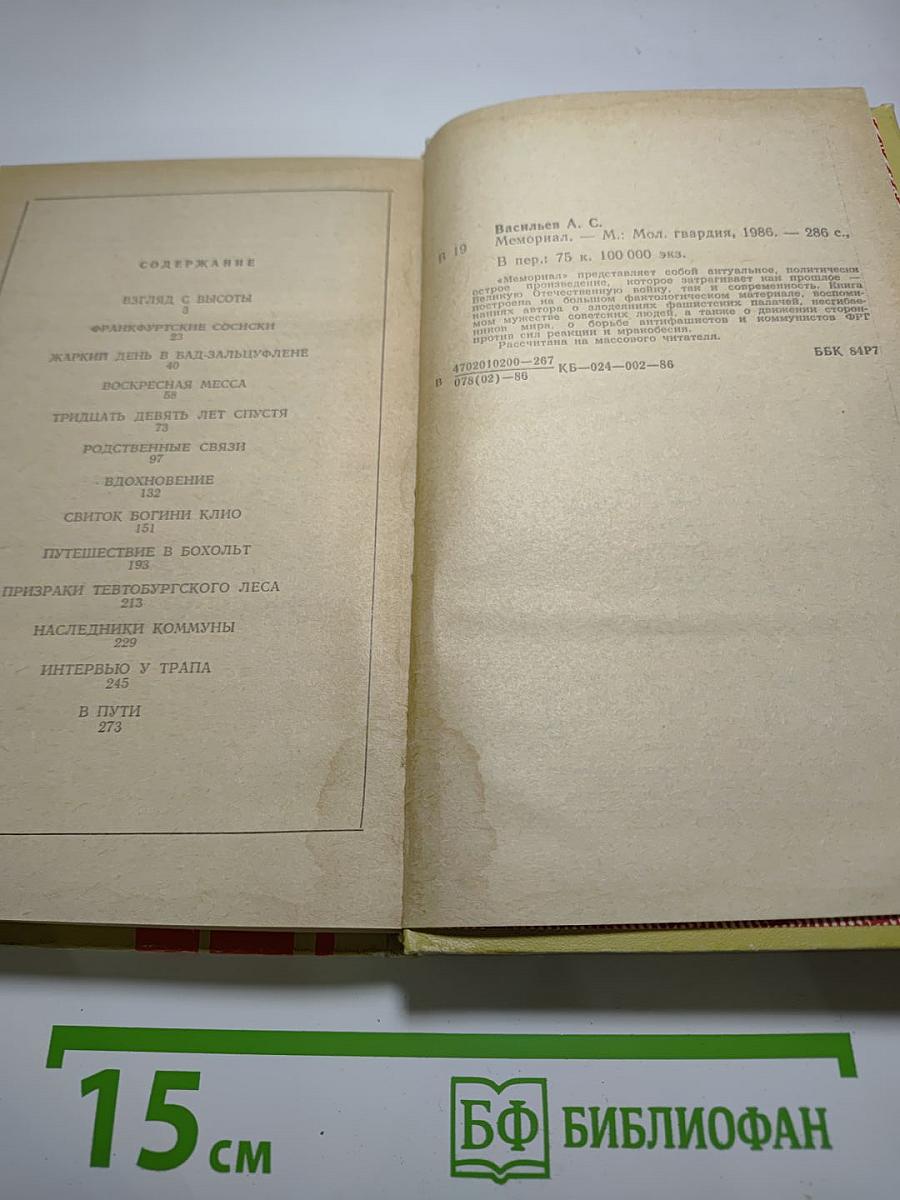 СОДЕРЖАНИЕ
ВЗГЛЯД С ВЫСОТЫ
3
ФРАНКФУРТСКИЕ СОСИСКИ
23
ЖАРКИЙ ДЕНЬ В БАД-ЗАЛЬЦУФЛЕНЕ
40
ВОСКРЕСНАЯ МЕССА
58
ТРИДЦАТЬ ДЕВЯТЬ ЛЕТ СПУСТЯ
73
РОДСТВЕННЫЕ СВЯЗИ
97
ВДОХНОВЕНИЕ
132
СВИТОК БОГИНИ КЛИО
151
ПУТЕШЕСТВИЕ В БОХОЛЬТ
193
ПРИЗРАКИ ТЕВТОБУРГСКОГО ЛЕСА
213
НАСЛЕДНИКИ КОММУНЫ
229
ИНТЕРВЬЮ У ТРАПА
245
В ПУТИ
273
Васильев А. С.
В 19 Мемориал. — М.: Мол. гвардия, 1986. — 286 с.,
В пер.: 75 к. 100 000 экз.
«Мемориал» представляет собой актуальное, политически
острое произведение, которое затрагивает как прошлое —
Великую Отечественную войну, так и современность. Книга
построена на большом фактологическом материале, воспоми-
наниях автора о злодеяниях фашистских палачей, несгибае-
мом мужестве советских людей, а также о движении сторон-
ников мира, о борьбе антифашистов и коммунистов ФРГ
против сил реакции и мракобесия.
Рассчитана на массового читателя.
В 4702010200—267
078(02)—86 КБ—024—002—86
ББК 84Р7
15 см
БФ БИБЛИОФАН